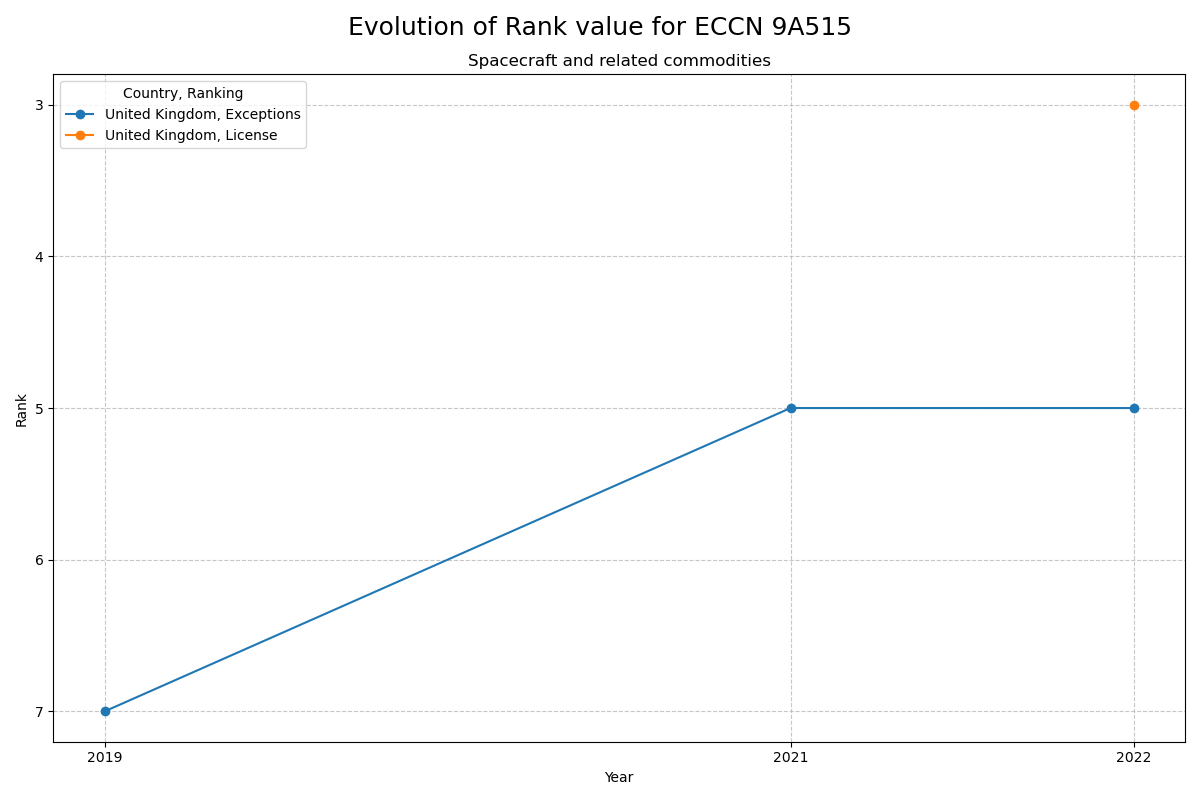 Evolution of Rank value for ECCN 9A515
Spacecraft and related commodities
Country, Ranking
United Kingdom, Exceptions
United Kingdom, License
Rank
3
4
5
6
7
2019
2021
2022
Year